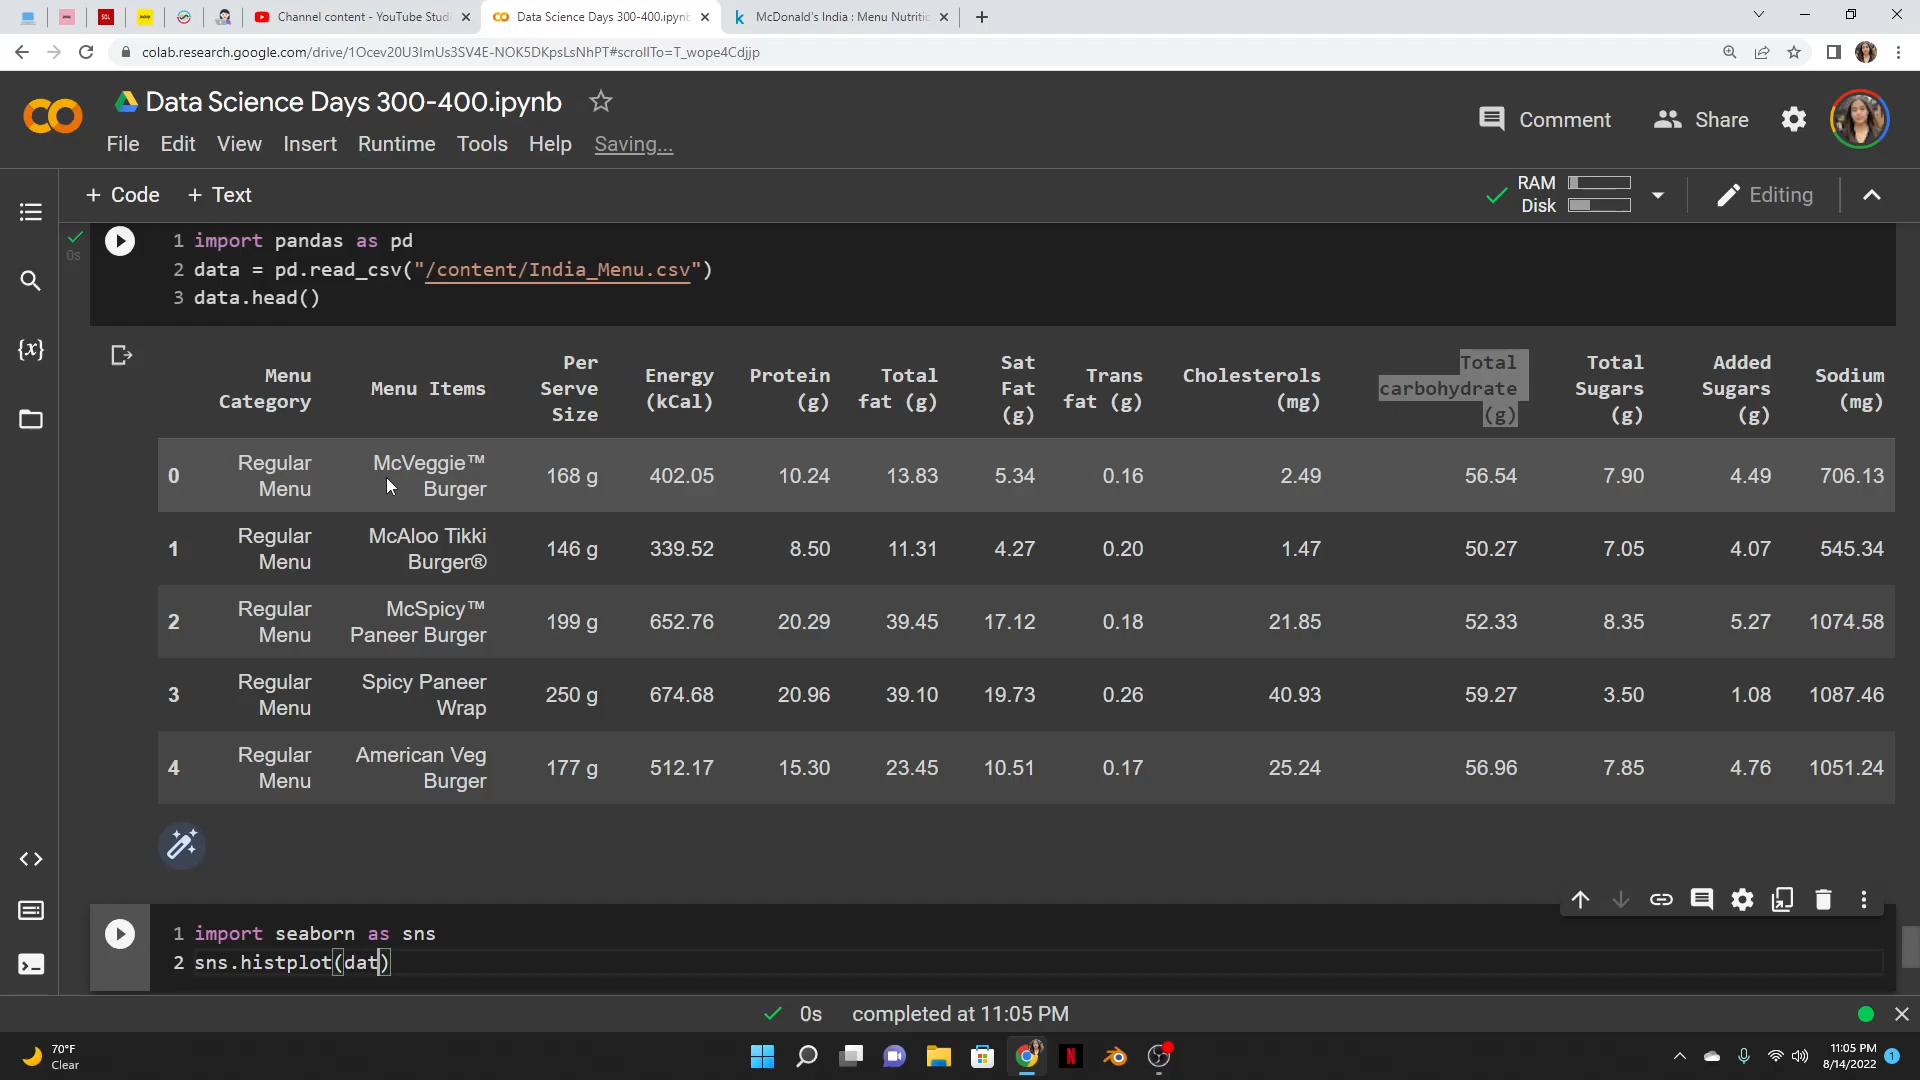 Channel content - YouTube Studi
Data Science Days 300-400.ipynb
McDonald's India : Menu Nutritic
colab.research.google.com/drive/1Ocev20U3ImUs3SV4E-NOK5DKpsLsNhPT#scrollTo=T_wope4Cdjjp
Data Science Days 300-400.ipynb
Comment Share
File Edit View Insert Runtime Tools Help Saving...
+ Code + Text
RAM
Disk
Editing
0s
1 import pandas as pd
2 data = pd.read_csv("/content/India_Menu.csv")
3 data.head()
Menu Category Menu Items Per Serve Size Energy (kCal) Protein (g) Total fat (g) Sat Fat (g) Trans fat (g) Cholesterols (mg) Total carbohydrate (g) Total Sugars (g) Added Sugars (g) Sodium (mg)
0 Regular Menu McVeggie™ Burger 168 g 402.05 10.24 13.83 5.34 0.16 2.49 56.54 7.90 4.49 706.13
1 Regular Menu McAloo Tikki Burger® 146 g 339.52 8.50 11.31 4.27 0.20 1.47 50.27 7.05 4.07 545.34
2 Regular Menu McSpicy™ Paneer Burger 199 g 652.76 20.29 39.45 17.12 0.18 21.85 52.33 8.35 5.27 1074.58
3 Regular Menu Spicy Paneer Wrap 250 g 674.68 20.96 39.10 19.73 0.26 40.93 59.27 3.50 1.08 1087.46
4 Regular Menu American Veg Burger 177 g 512.17 15.30 23.45 10.51 0.17 25.24 56.96 7.85 4.76 1051.24
1 import seaborn as sns
2 sns.histplot(dat)
0s completed at 11:05 PM
70°F
Clear
11:05 PM
8/14/2022
1